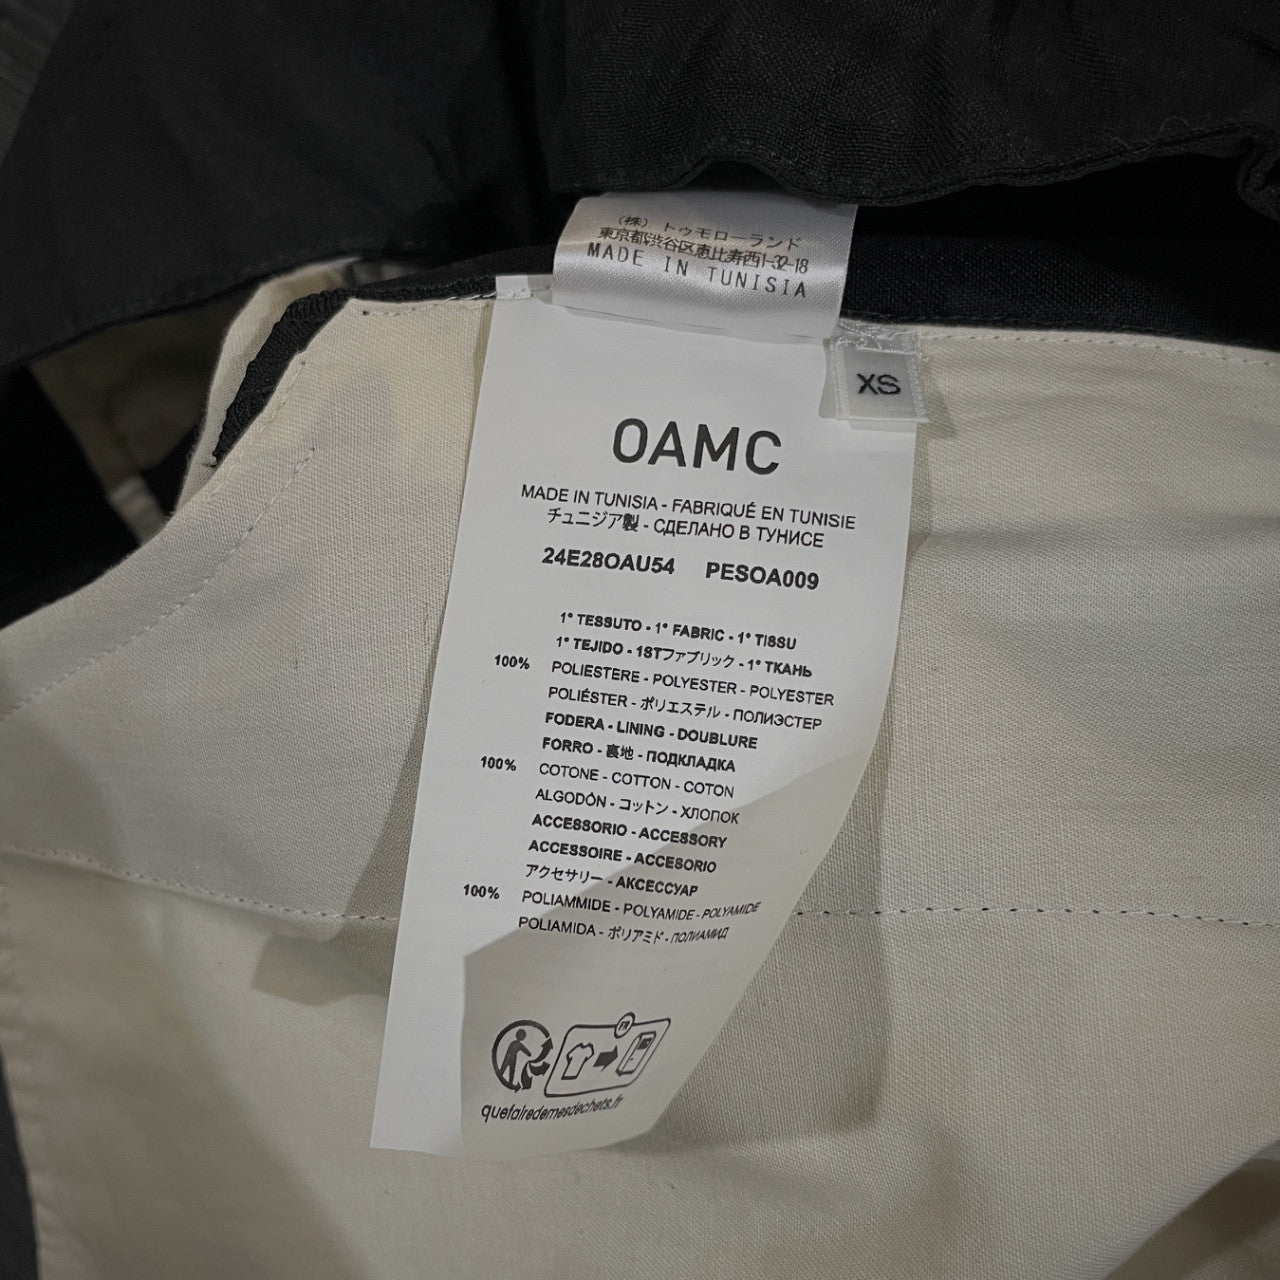 (株) トゥモローランド
東京都渋谷区恵比寿西1-32-18
MADE IN TUNISIA
XS
OAMC
MADE IN TUNISIA - FABRIQUÉ EN TUNISIE
チュニジア製 - СДЕЛАНО В ТУНИСЕ
24E28OAU54 PESOA009
1° TESSUTO - 1° FABRIC - 1° TISSU
1° TEJIDO - 1STファブリック - 1° ТКАНЬ
100% POLIESTERE - POLYESTER - POLYESTER
POLIÉSTER - ポリエステル - ПОЛИЭСТЕР
FODERA - LINING - DOUBLURE
FORRO - 裏地 - ПОДКЛАДКА
100% COTONE - COTTON - COTON
ALGODÓN - コットン - ХЛОПОК
ACCESSORIO - ACCESSORY
ACCESSOIRE - ACCESORIO
アクセサリー - АКСЕССУАР
100% POLIAMMIDE - POLYAMIDE - POLYAMIDE
POLIAMIDA - ポリアミド - ПОЛИАМИД
FR
quefairedemesdechets.fr